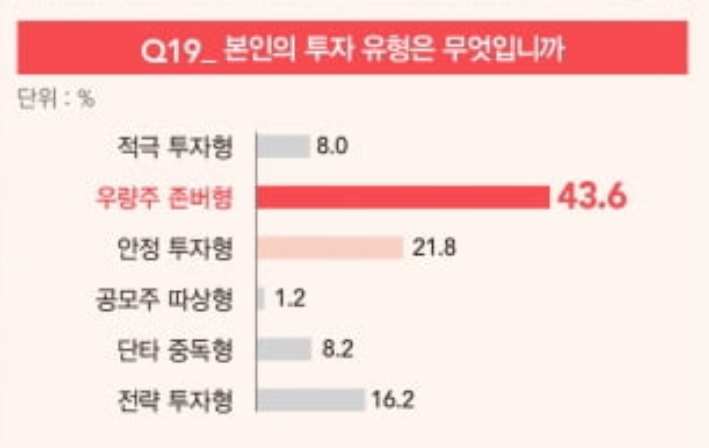 Q19_ 본인의 투자 유형은 무엇입니까
단위 : %
적극 투자형 8.0
우량주 존버형 43.6
안정 투자형 21.8
공모주 따상형 1.2
단타 중독형 8.2
전략 투자형 16.2